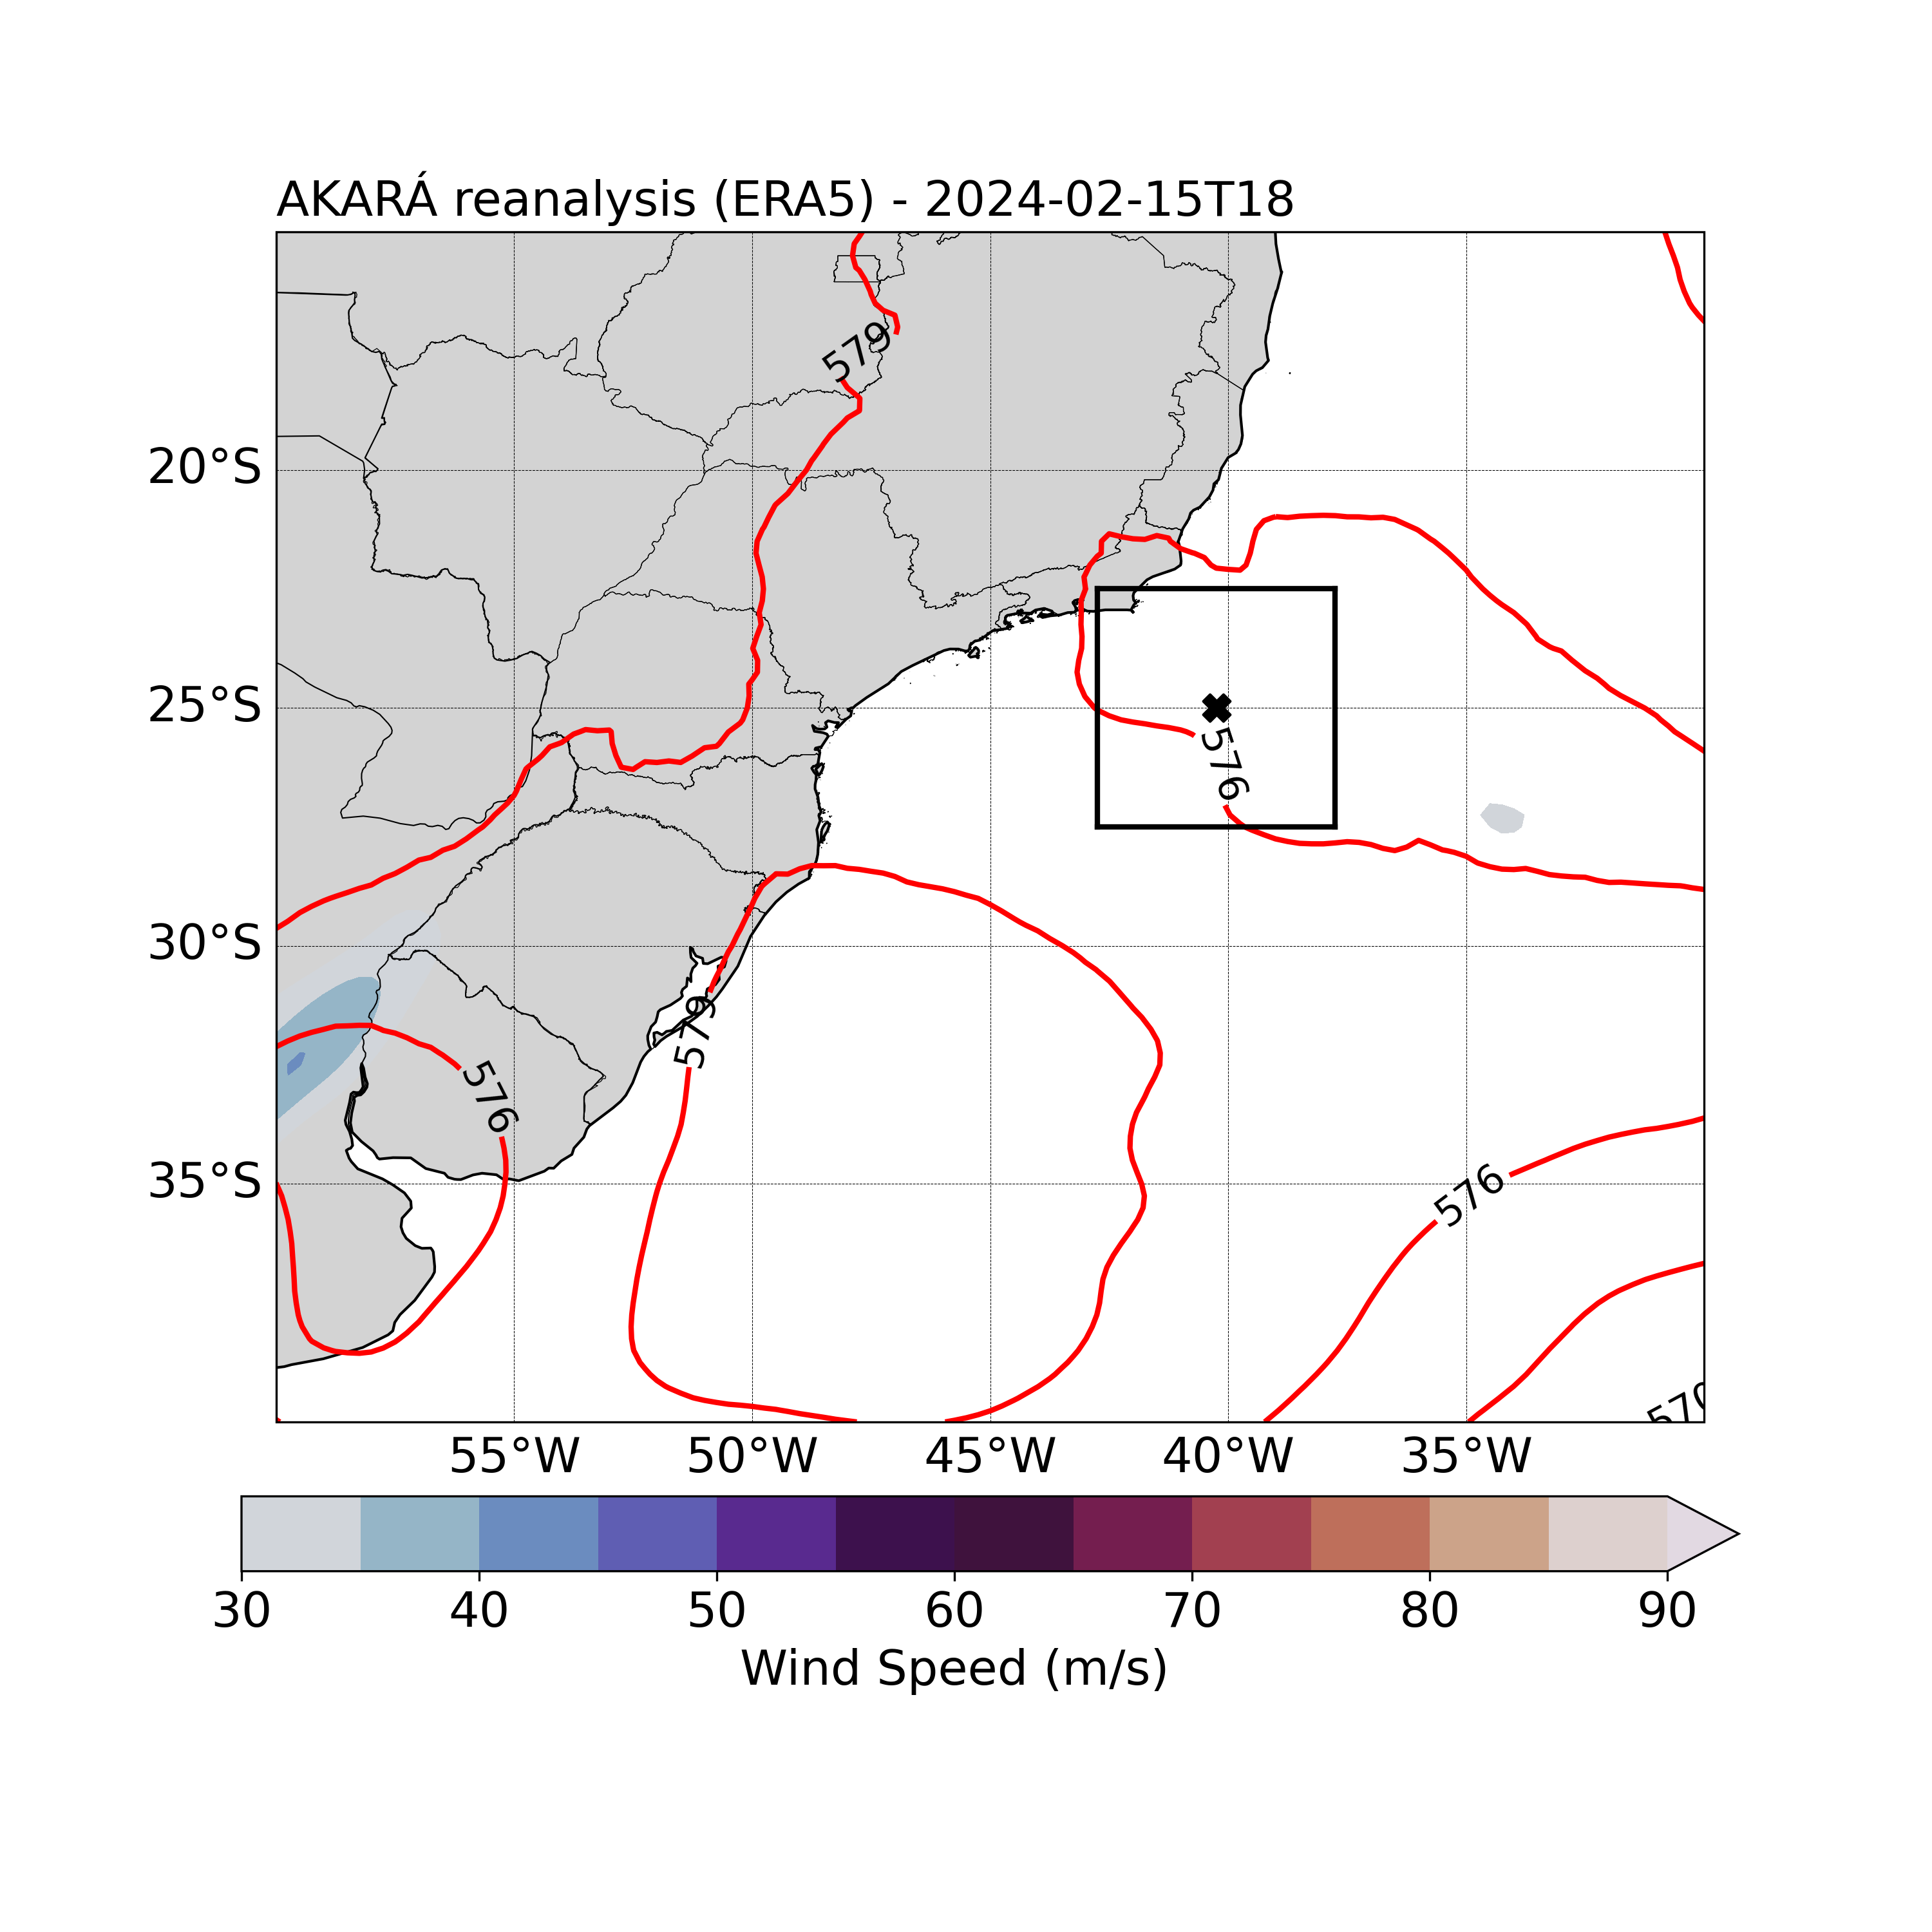 AKARÁ reanalysis (ERA5) - 2024-02-15T18
579
20°S
25°S
576
30°S
579
576
35°S
576
570
55°W 50°W 45°W 40°W 35°W
30 40 50 60 70 80 90
Wind Speed (m/s)